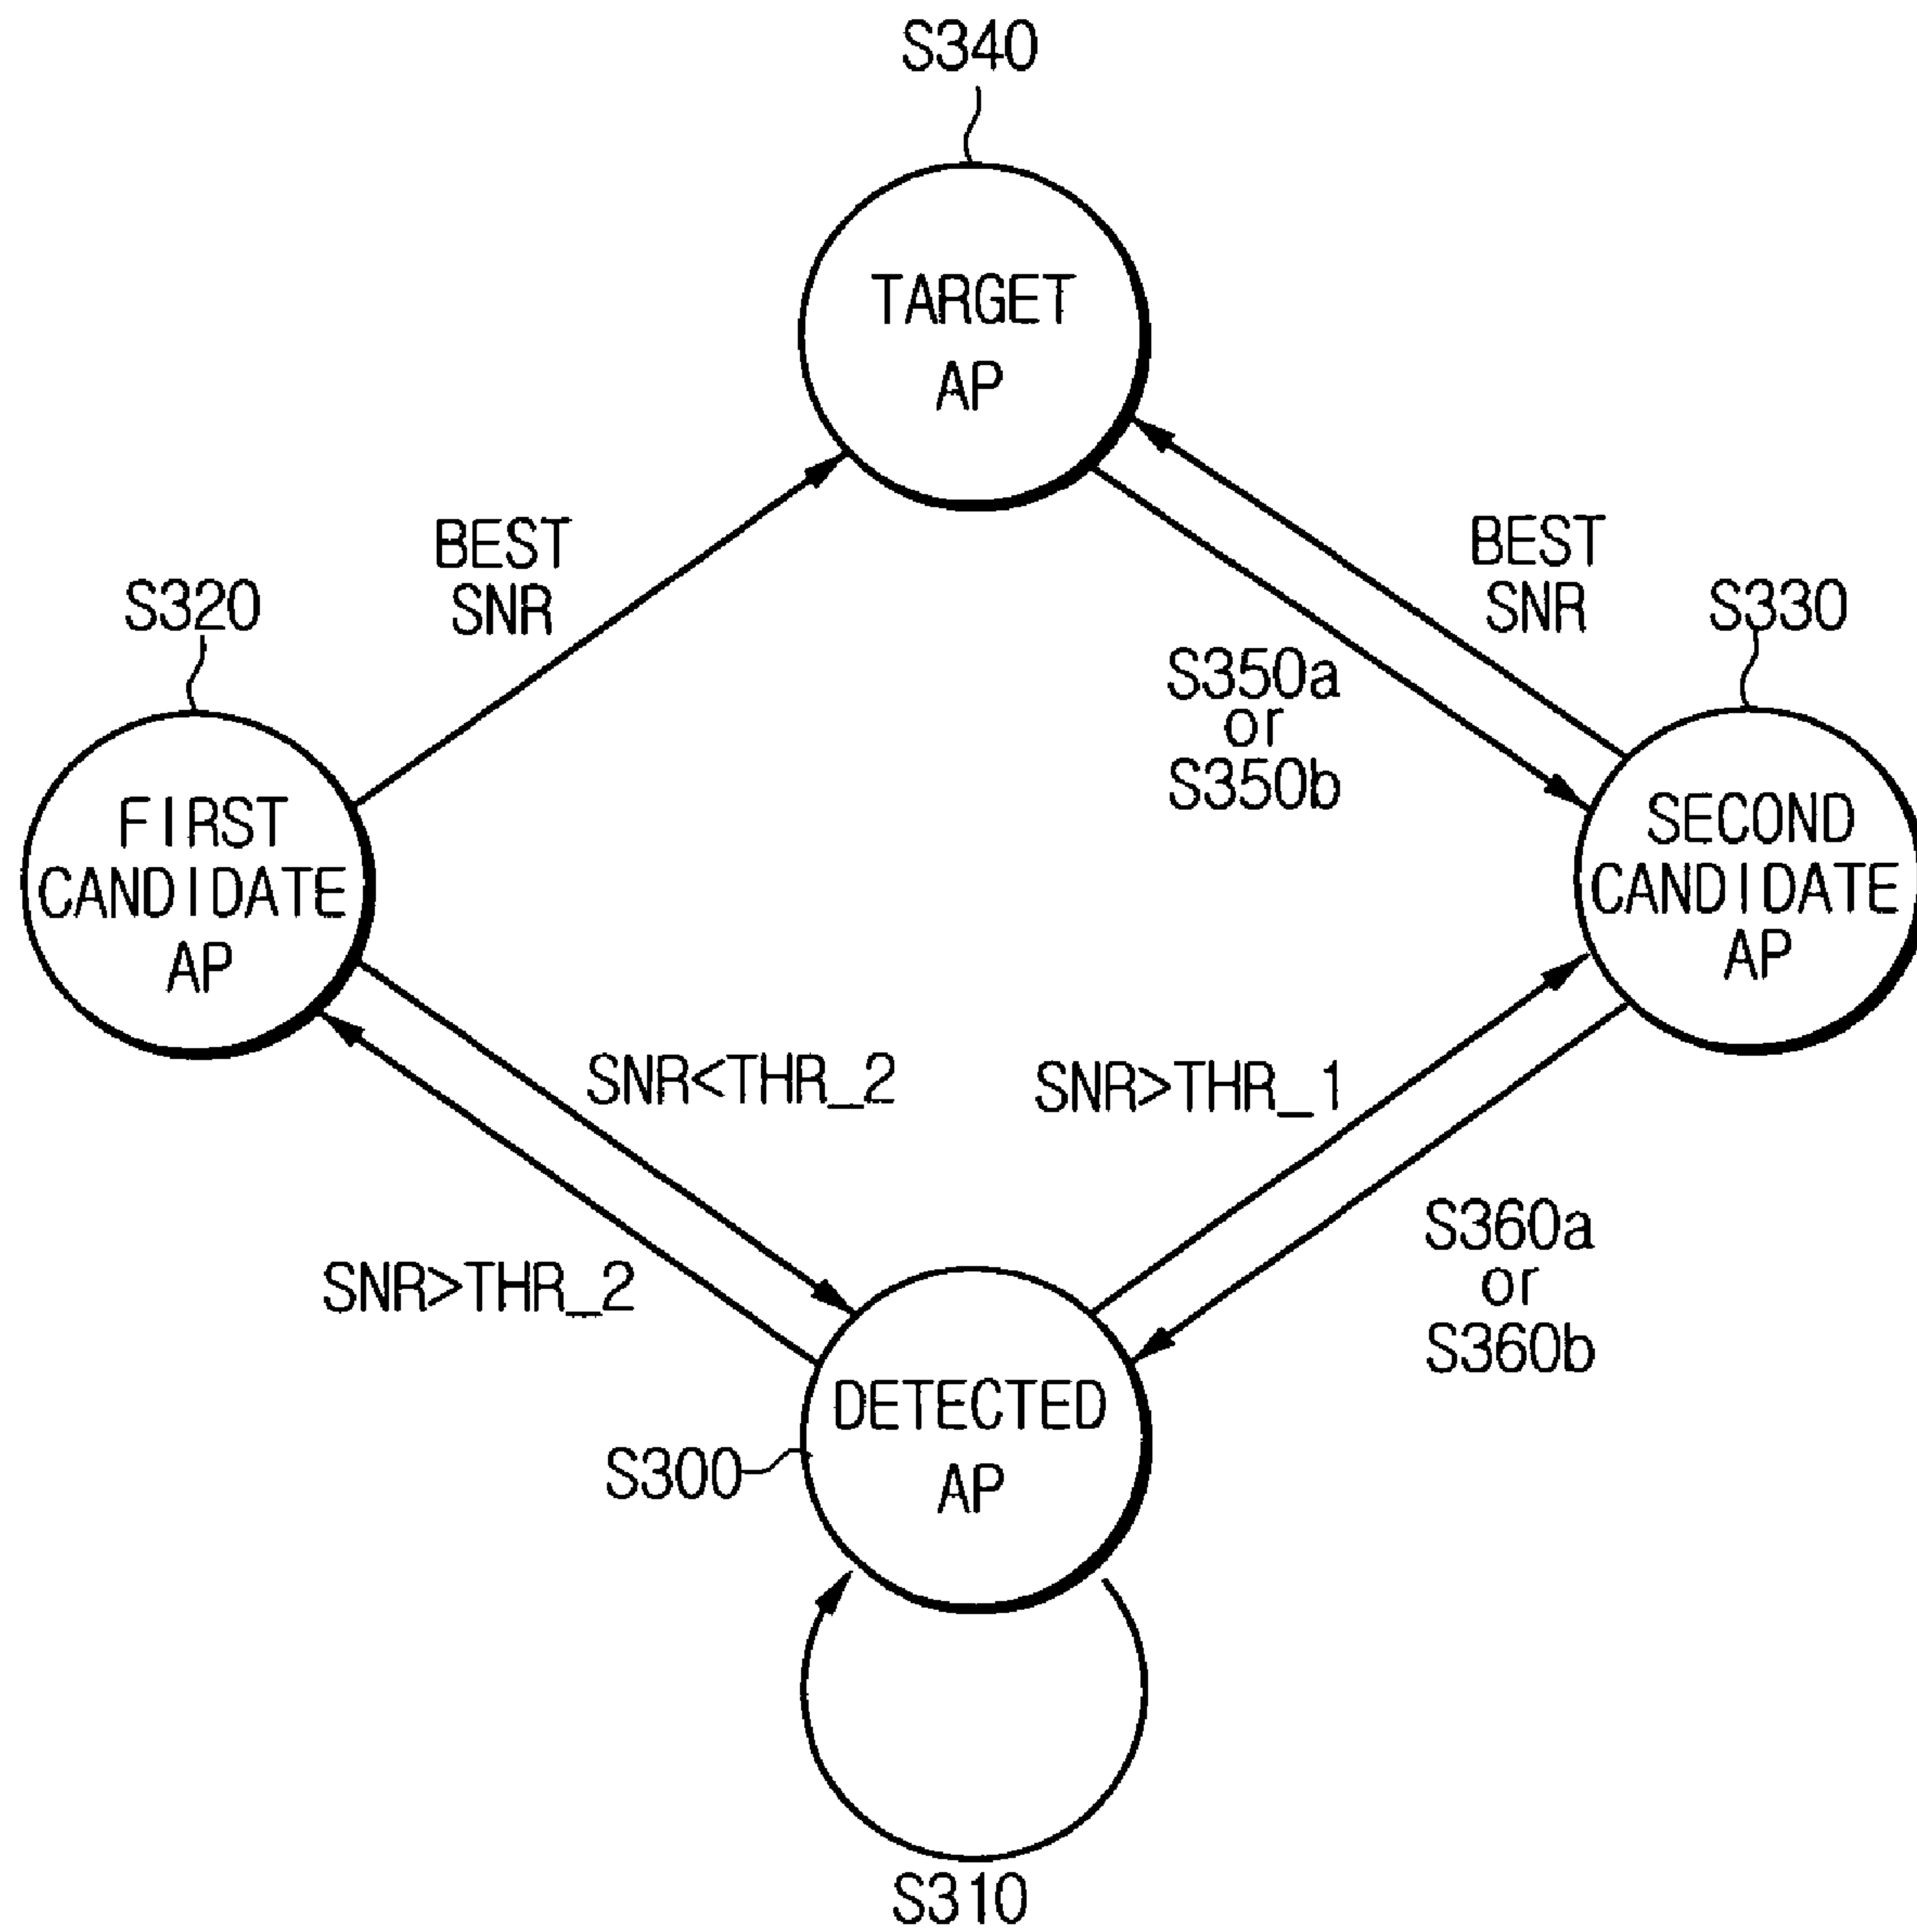 S340
TARGET
AP
BEST
SNR
BEST
SNR
S320
S330
S350a
or
S350b
FIRST
CANDIDATE
AP
SECOND
CANDIDATE
AP
SNR<THR_2
SNR>THR_1
SNR>THR_2
S360a
or
S360b
DETECTED
AP
S300
S310